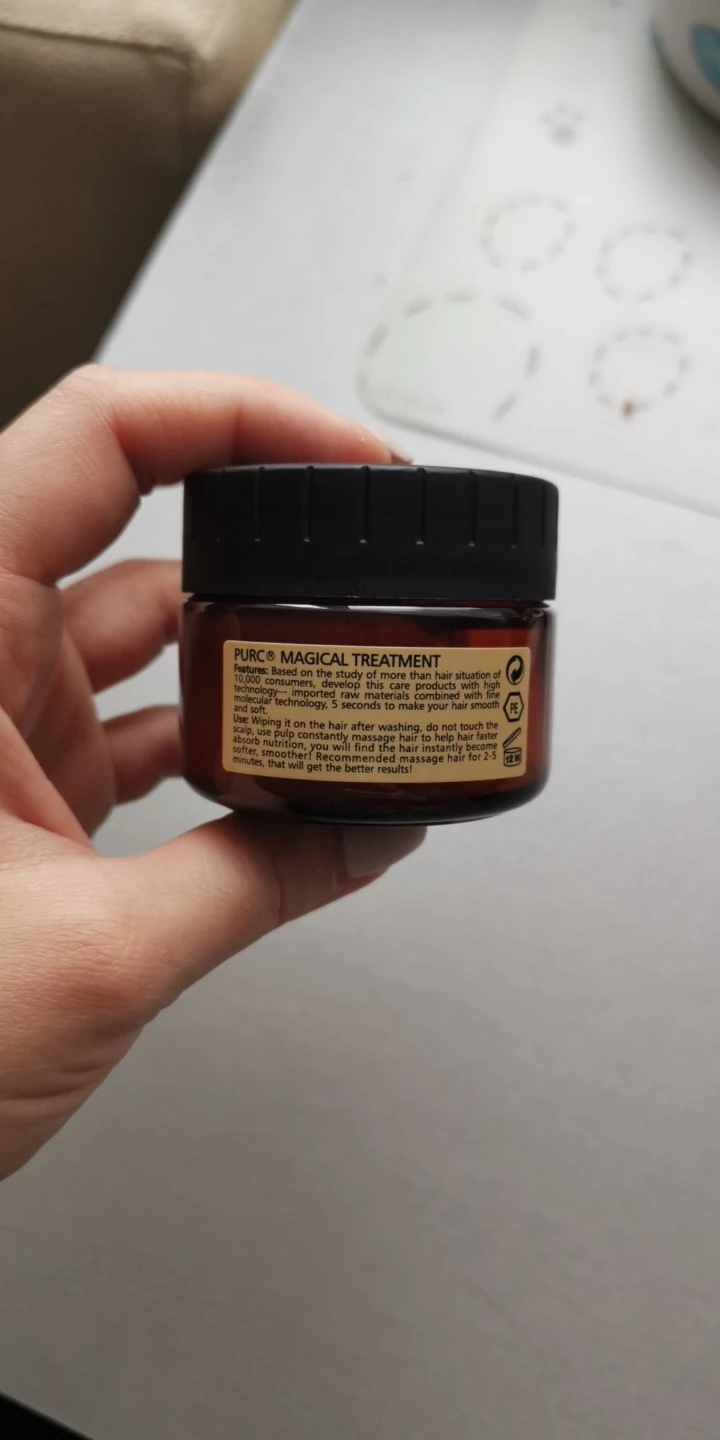 PURC® MAGICAL TREATMENT
Features: Based on the study of more than hair situation of
10,000 consumers, develop this care products with high
technology--- imported raw materials combined with fine
molecular technology, 5 seconds to make your hair smooth
and soft.
Use: Wiping it on the hair after washing, do not touch the
scalp, use pulp constantly massage hair to help hair faster
absorb nutrition, you will find the hair instantly become
softer, smoother! Recommended massage hair for 2-5
minutes, that will get the better results!
PE
12 M